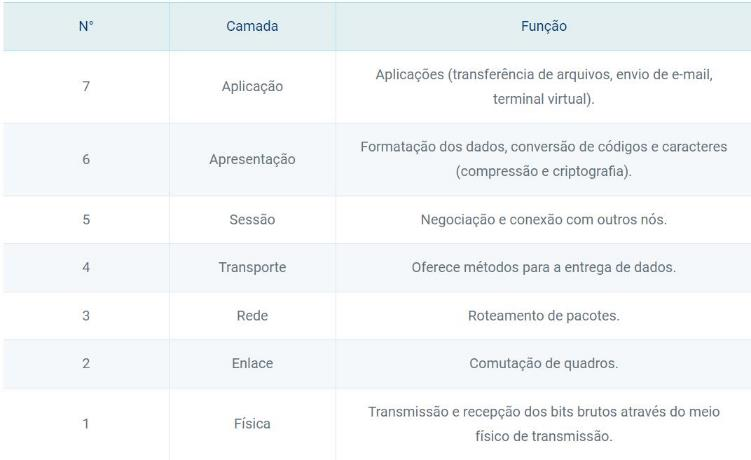 N° Camada Função
7 Aplicação Aplicações (transferência de arquivos, envio de e-mail,
terminal virtual).
6 Apresentação Formatação dos dados, conversão de códigos e caracteres
(compressão e criptografia).
5 Sessão Negociação e conexão com outros nós.
4 Transporte Oferece métodos para a entrega de dados.
3 Rede Roteamento de pacotes.
2 Enlace Comutação de quadros.
1 Física Transmissão e recepção dos bits brutos através do meio
físico de transmissão.